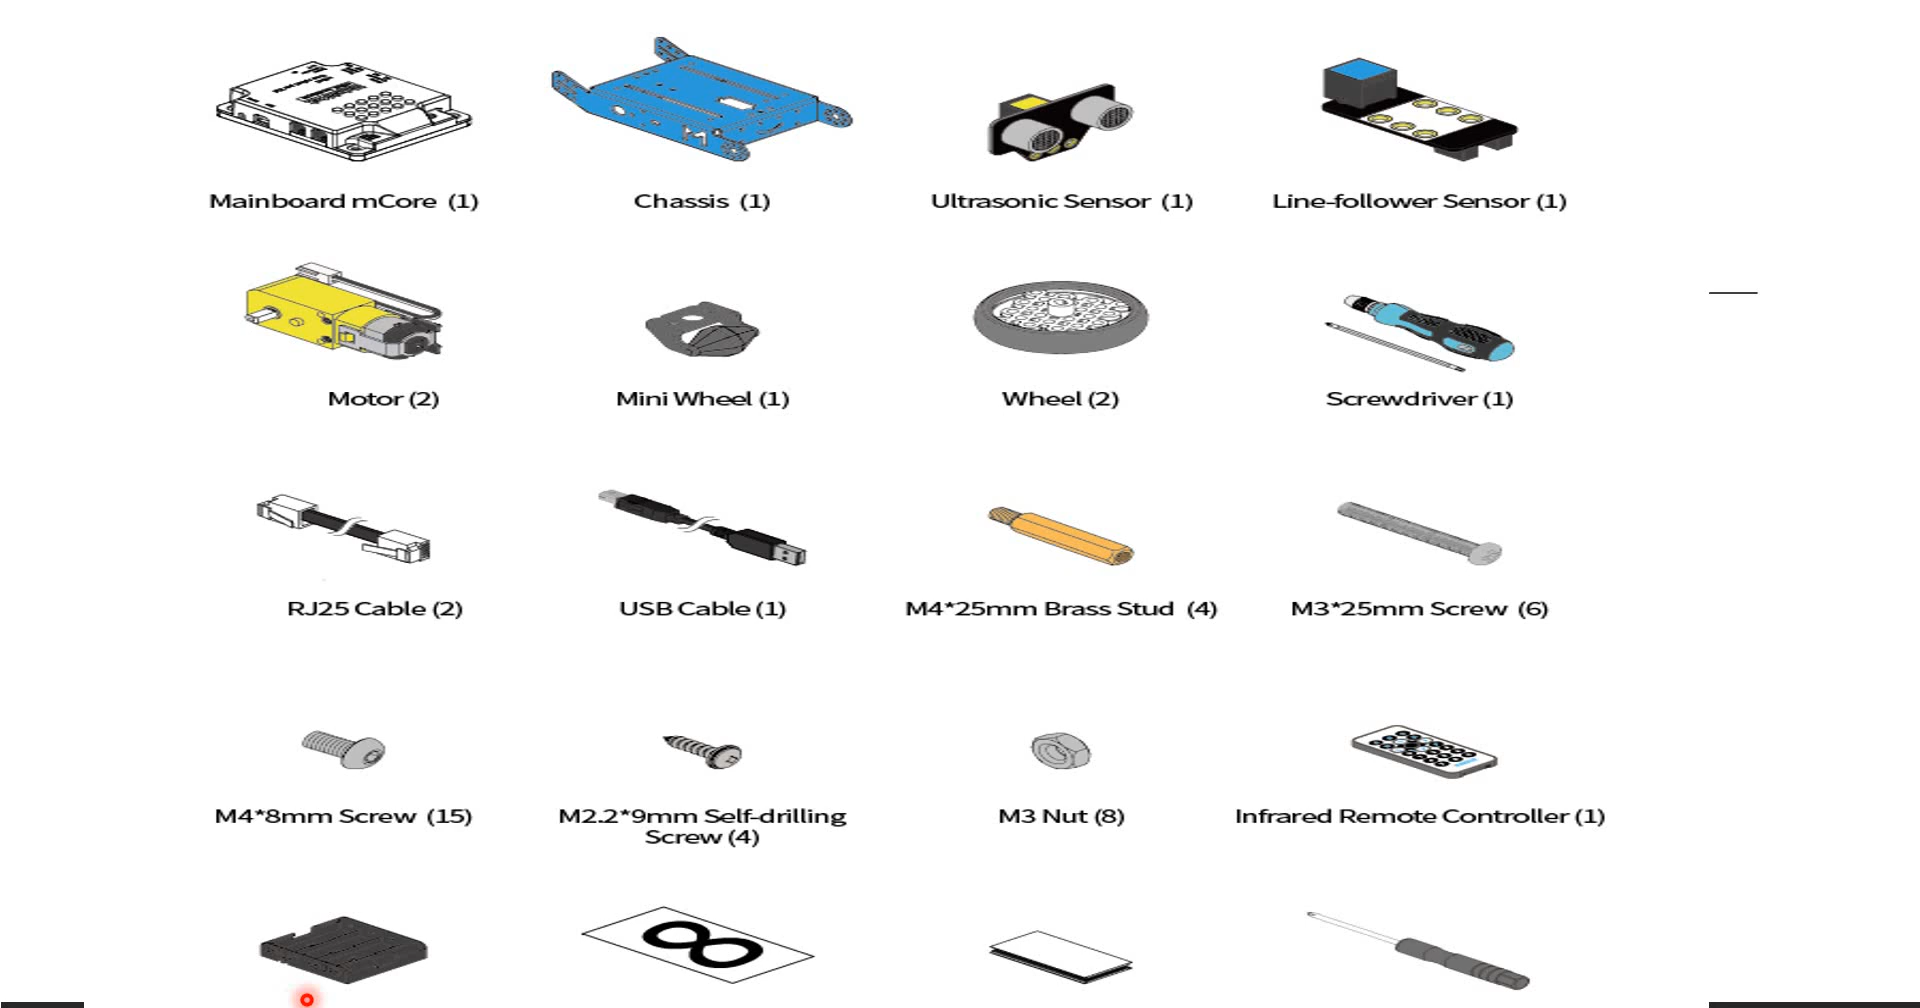 Mainboard mCore (1)
Chassis (1)
Ultrasonic Sensor (1)
Line-follower Sensor (1)
Motor (2)
Mini Wheel (1)
Wheel (2)
Screwdriver (1)
RJ25 Cable (2)
USB Cable (1)
M4*25mm Brass Stud (4)
M3*25mm Screw (6)
M4*8mm Screw (15)
M2.2*9mm Self-drilling
Screw (4)
M3 Nut (8)
Infrared Remote Controller (1)